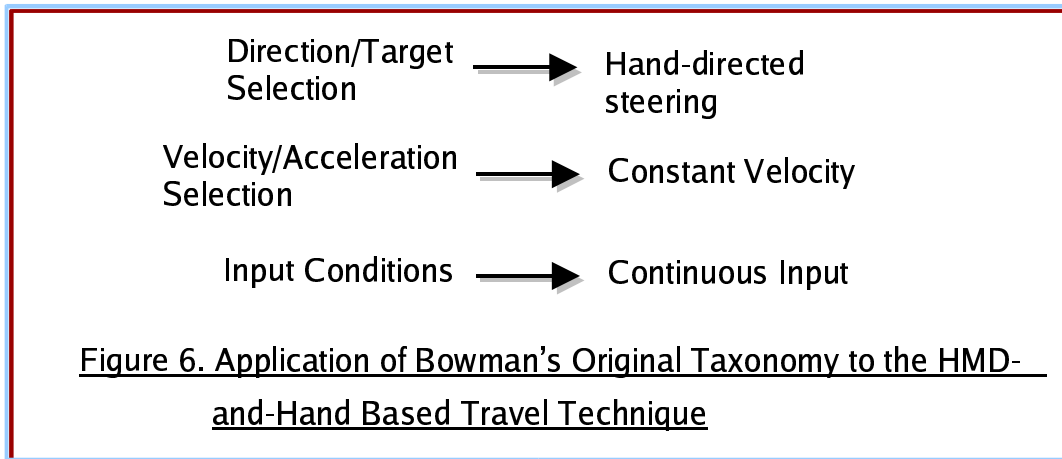 Direction/Target
Selection
Hand-directed
steering
Velocity/Acceleration
Selection
Constant Velocity
Input Conditions
Continuous Input
Figure 6. Application of Bowman’s Original Taxonomy to the HMD-
and-Hand Based Travel Technique